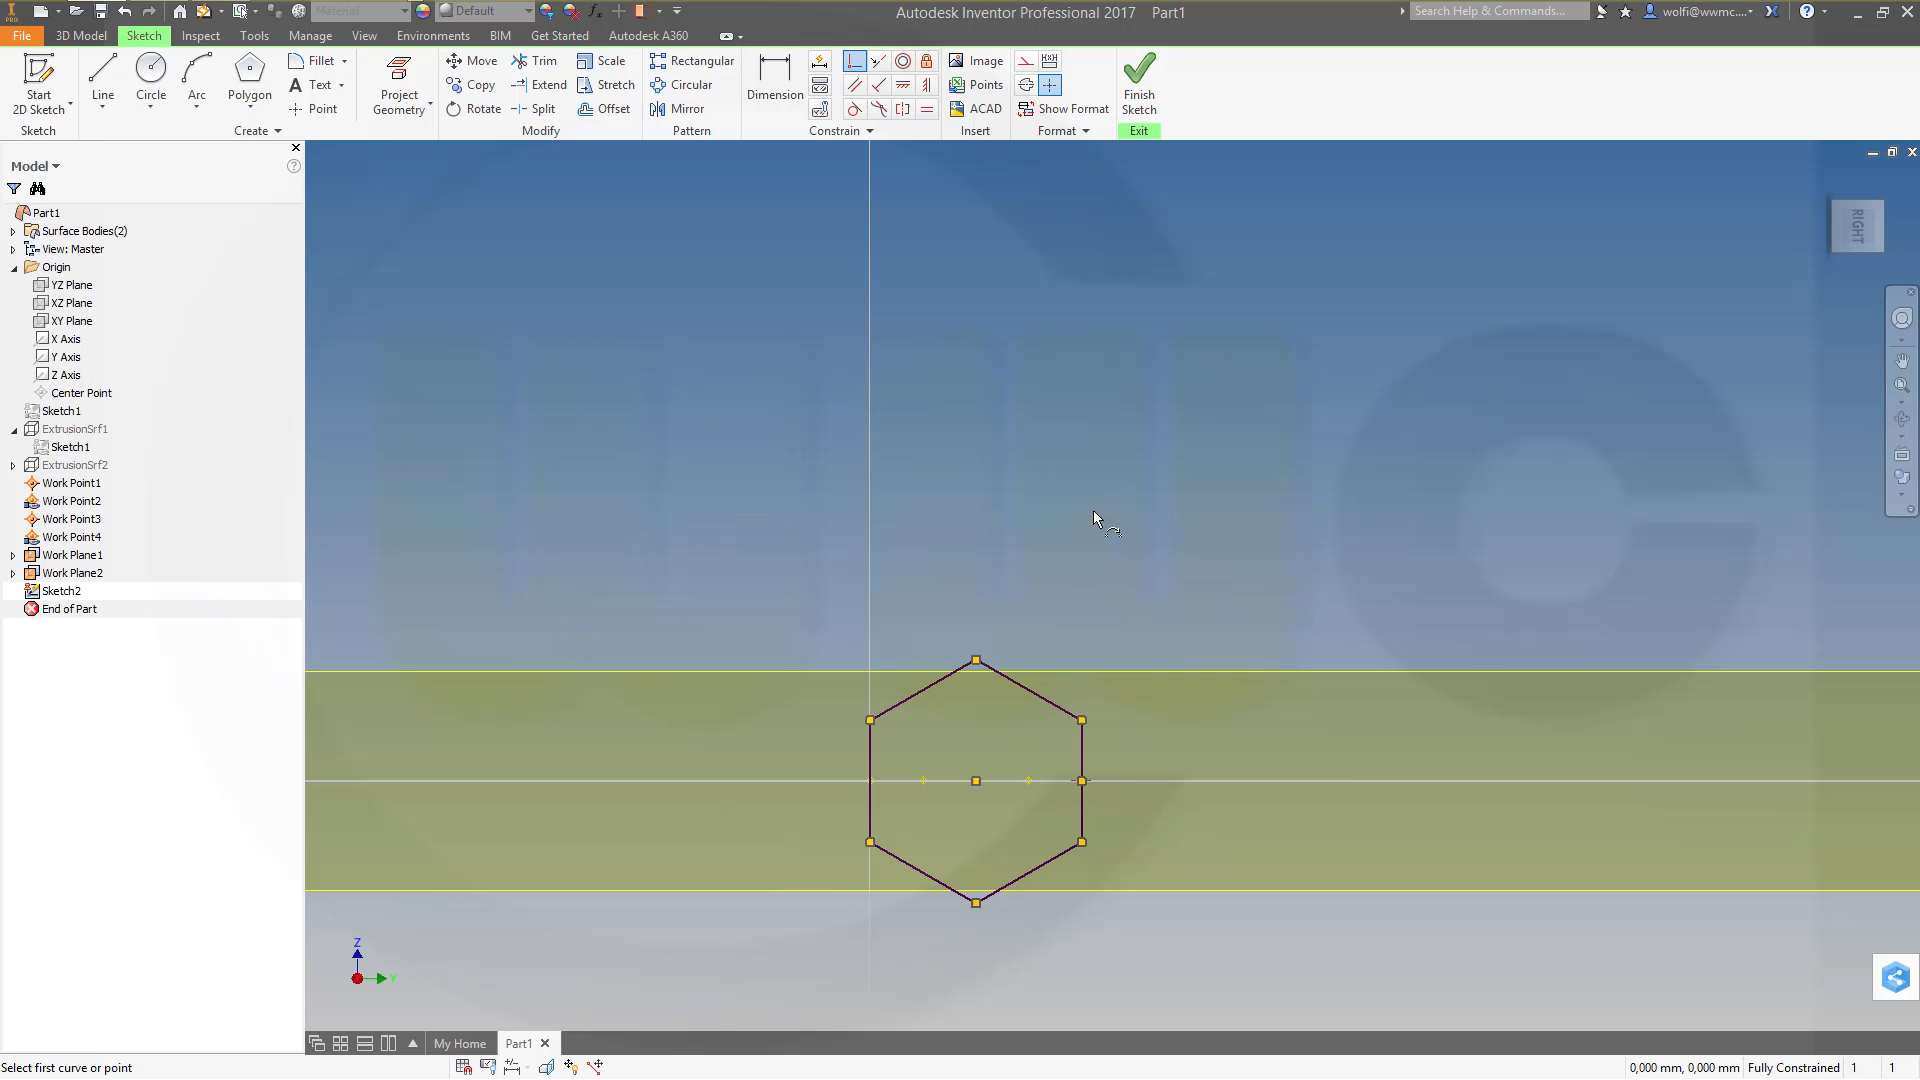 PRO
Material
Default
Autodesk Inventor Professional 2017 Part1
Search Help & Commands...
wolfi@wwmc....
File
3D Model
Sketch
Inspect
Tools
Manage
View
Environments
BIM
Get Started
Autodesk A360
Start
2D Sketch
Line
Circle
Arc
Polygon
Fillet
Text
Point
Project
Geometry
Move
Copy
Rotate
Trim
Extend
Split
Scale
Stretch
Offset
Rectangular
Circular
Mirror
Dimension
Image
Points
ACAD
Show Format
Finish
Sketch
Sketch
Create
Modify
Pattern
Constrain
Insert
Format
Exit
Model
Part1
Surface Bodies(2)
View: Master
Origin
YZ Plane
XZ Plane
XY Plane
X Axis
Y Axis
Z Axis
Center Point
Sketch1
ExtrusionSrf1
Sketch1
ExtrusionSrf2
Work Point1
Work Point2
Work Point3
Work Point4
Work Plane1
Work Plane2
Sketch2
End of Part
RIGHT
Z
Y
My Home
Part1
Select first curve or point
0,000 mm, 0,000 mm
Fully Constrained
1
1